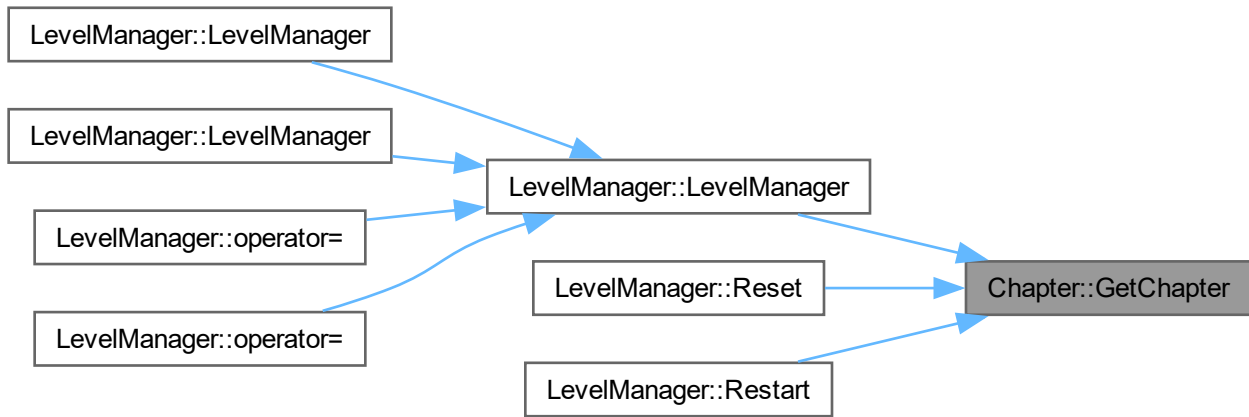 LevelManager::LevelManager
LevelManager::LevelManager
LevelManager::operator=
LevelManager::operator=
LevelManager::LevelManager
LevelManager::Reset
LevelManager::Restart
Chapter::GetChapter